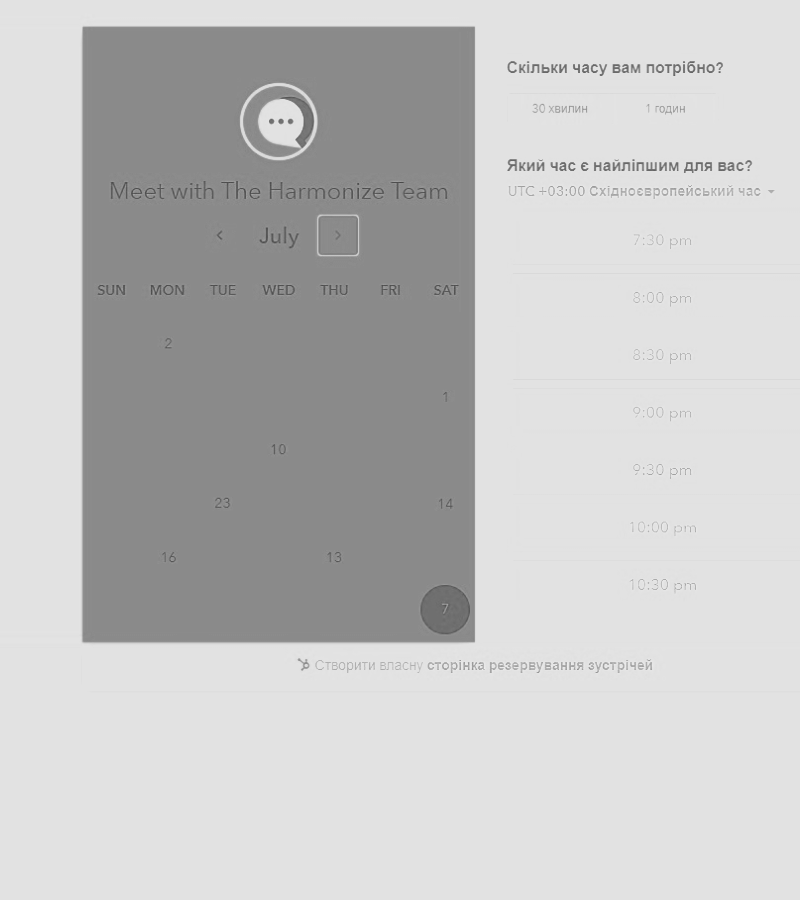 Meet with The Harmonize Team
July
SUN MON TUE WED THU FRI SAT
2
1
10
23 14
16 13
7
Скільки часу вам потрібно?
30 хвилин 1 годин
Який час є найліпшим для вас?
UTC +03:00 Східноєвропейський час
7:30 pm
8:00 pm
8:30 pm
9:00 pm
9:30 pm
10:00 pm
10:30 pm
Створити власну сторінка резервування зустрічей